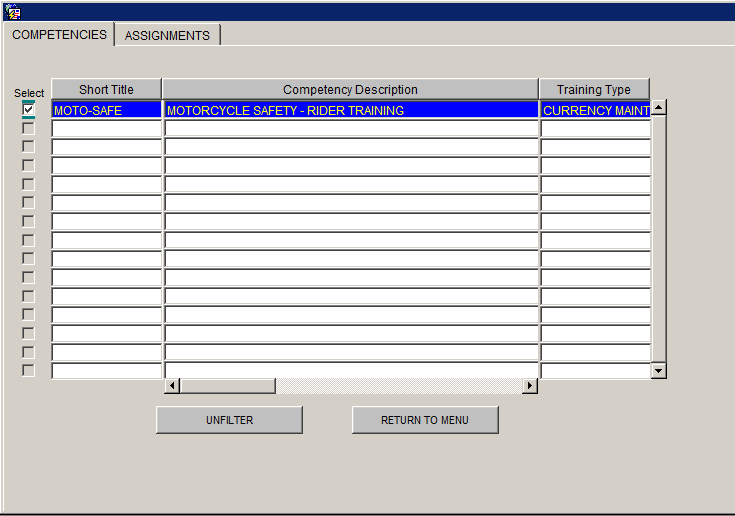 COMPETENCIES ASSIGNMENTS
Select Short Title Competency Description Training Type
MOTO-SAFE MOTORCYCLE SAFETY - RIDER TRAINING CURRENCY MAINT
UNFILTER RETURN TO MENU